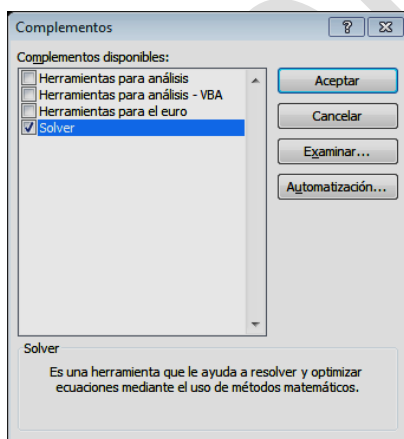 Complementos
Complementos disponibles:
Herramientas para análisis
Herramientas para análisis - VBA
Herramientas para el euro
Solver
Aceptar
Cancelar
Examinar...
Automatización...
Solver
Es una herramienta que le ayuda a resolver y optimizar
ecuaciones mediante el uso de métodos matemáticos.